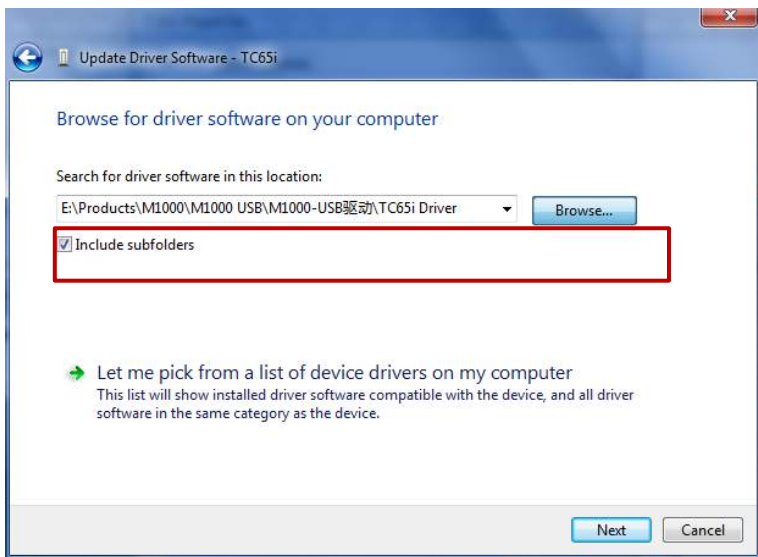 Update Driver Software - TC65i
Browse for driver software on your computer
Search for driver software in this location:
E:\Products\M1000\M1000 USB\M1000-USB驱动\TC65i Driver
Browse...
Include subfolders
Let me pick from a list of device drivers on my computer
This list will show installed driver software compatible with the device, and all driver
software in the same category as the device.
Next Cancel